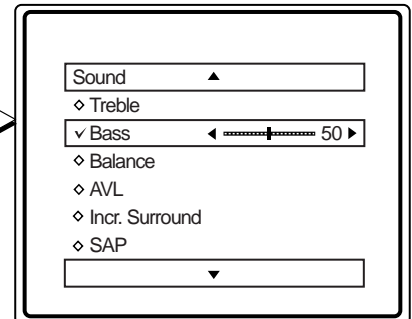 Sound
Treble
Bass 50
Balance
AVL
Incr. Surround
SAP